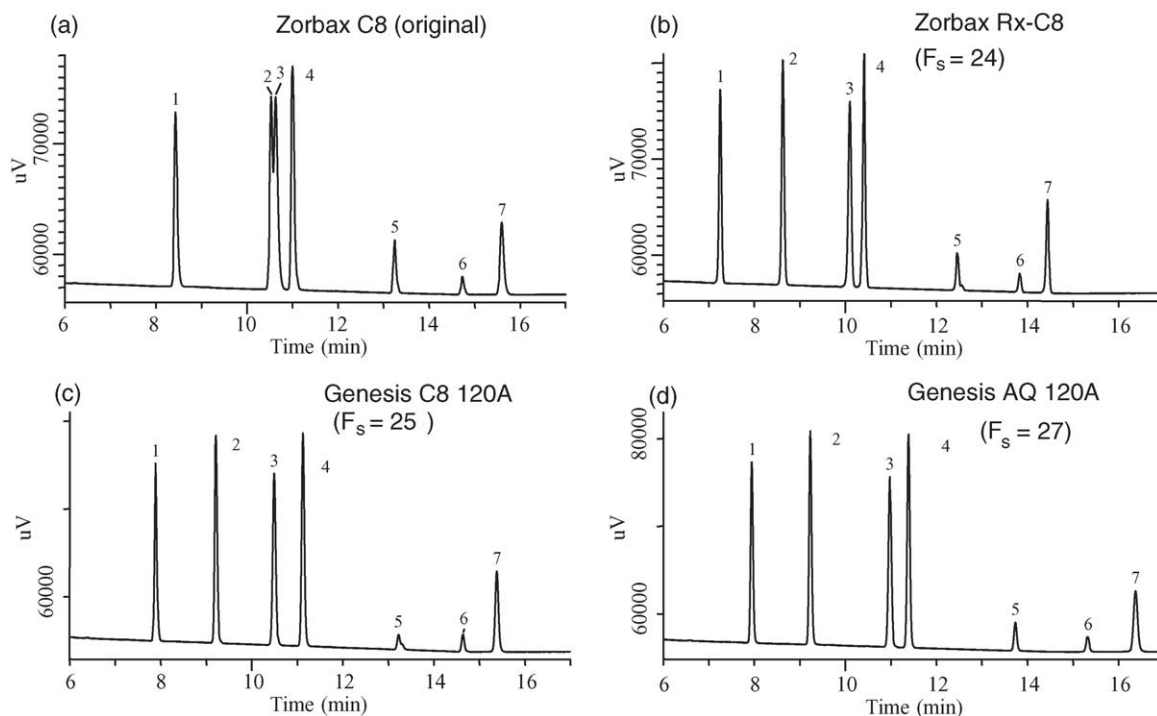 (a)
Zorbax C8 (original)
1
2 3
4
5
6
7
70000
60000
uV
6 8 10 12 14 16
Time (min)
(b)
Zorbax Rx-C8
(Fs = 24)
1
2
3
4
5
6
7
70000
60000
uV
6 8 10 12 14 16
Time (min)
(c)
Genesis C8 120A
(Fs = 25 )
1
2
3
4
5
6
7
60000
uV
6 8 10 12 14 16
Time (min)
(d)
Genesis AQ 120A
(Fs = 27)
1
2
3
4
5
6
7
80000
60000
uV
6 8 10 12 14 16
Time (min)